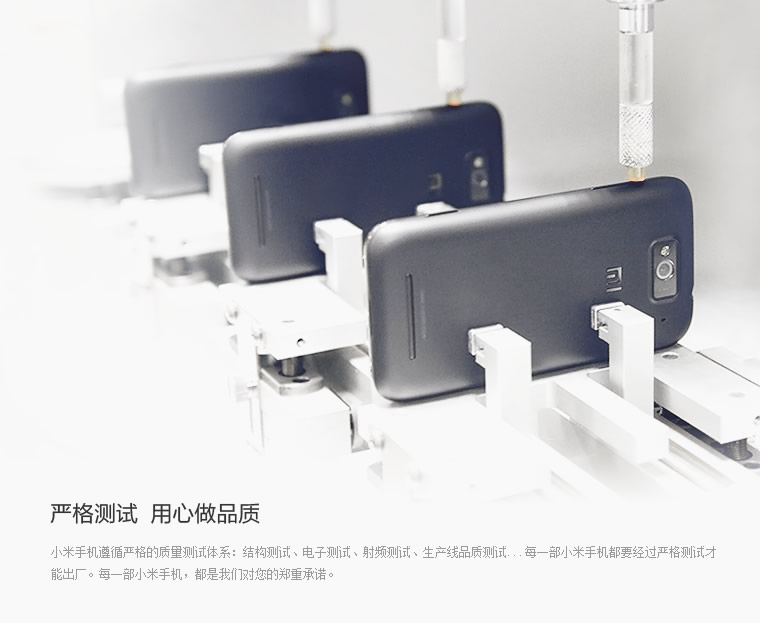 严格测试 用心做品质
小米手机遵循严格的质量测试体系：结构测试、电子测试、射频测试、生产线品质测试...每一部小米手机都要经过严格测试才
能出厂。每一部小米手机，都是我们对您的郑重承诺。